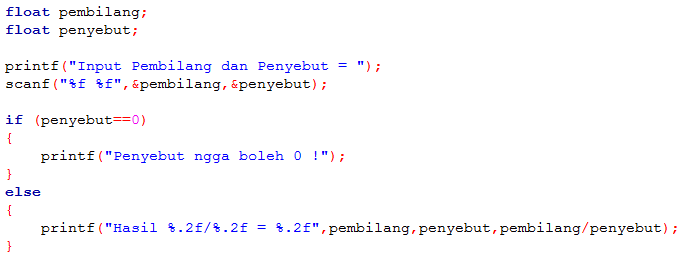 float pembilang;
float penyebut;
printf("Input Pembilang dan Penyebut = ");
scanf("%f %f",&pembilang,&penyebut);
if (penyebut==0)
{
    printf("Penyebut ngga boleh 0 !");
}
else
{
    printf("Hasil %.2f/%.2f = %.2f",pembilang,penyebut,pembilang/penyebut);
}